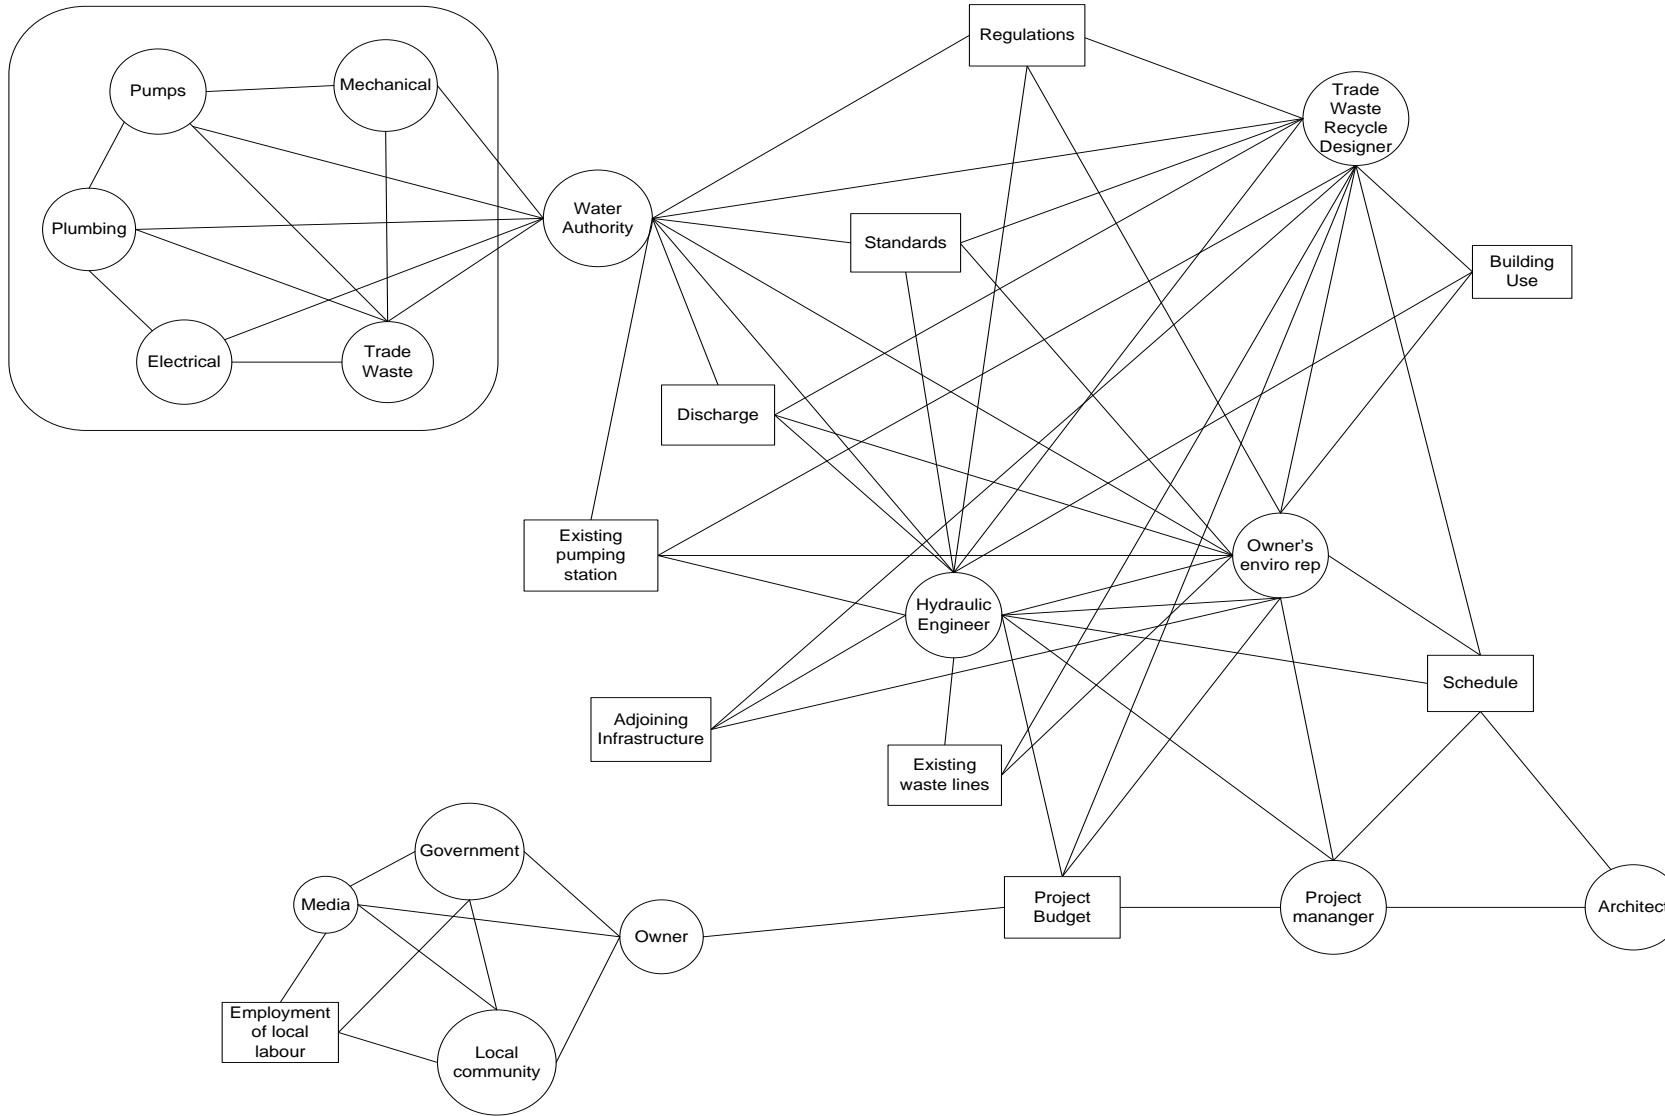 Regulations
Pumps
Mechanical
Trade
Waste
Recycle
Designer
Plumbing
Water
Authority
Standards
Building
Use
Electrical
Trade
Waste
Discharge
Existing
pumping
station
Owner's
enviro rep
Hydraulic
Engineer
Schedule
Adjoining
Infrastructure
Existing
waste lines
Government
Media
Owner
Project
Budget
Project
mananger
Architect
Employment
of local
labour
Local
community